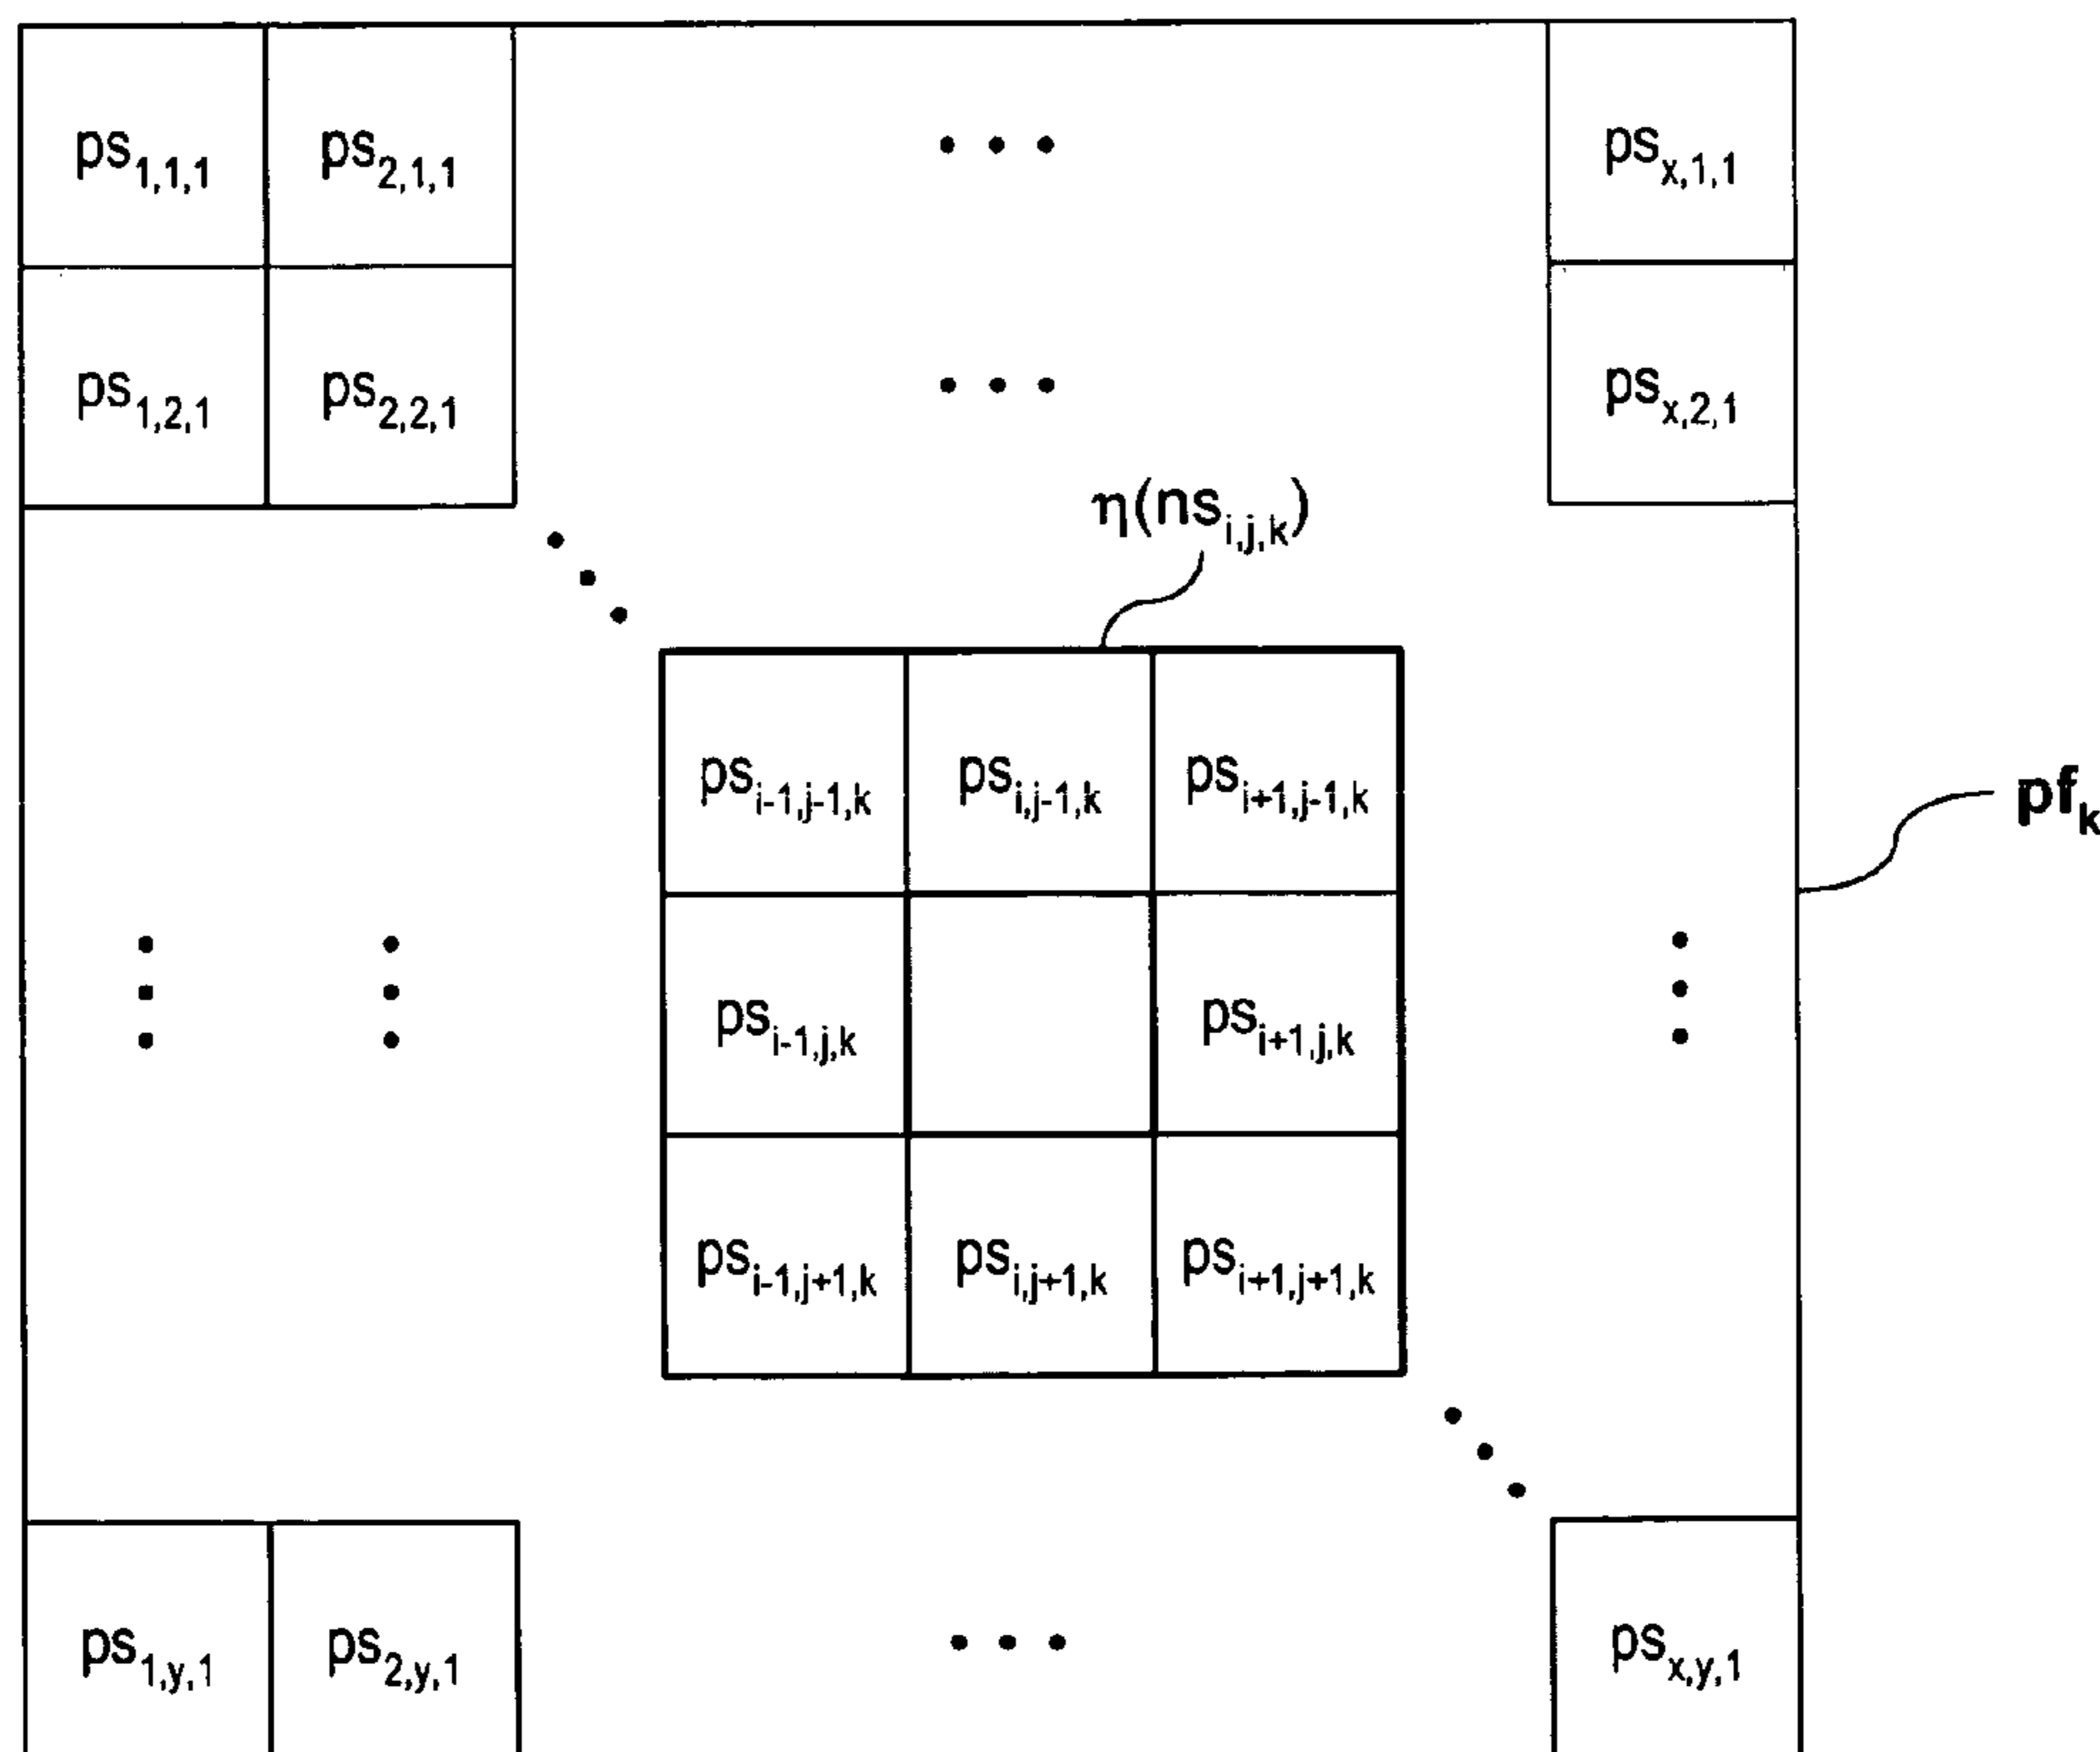 ps1,1,1 ps2,1,1 ••• psx,1,1
ps1,2,1 ps2,2,1 ••• psx,2,1
η(nsi,j,k)
psi-1,j-1,k psi,j-1,k psi+1,j-1,k
pfk
psi-1,j,k psi+1,j,k
psi-1,j+1,k psi,j+1,k psi+1,j+1,k
ps1,y,1 ps2,y,1 ••• psx,y,1